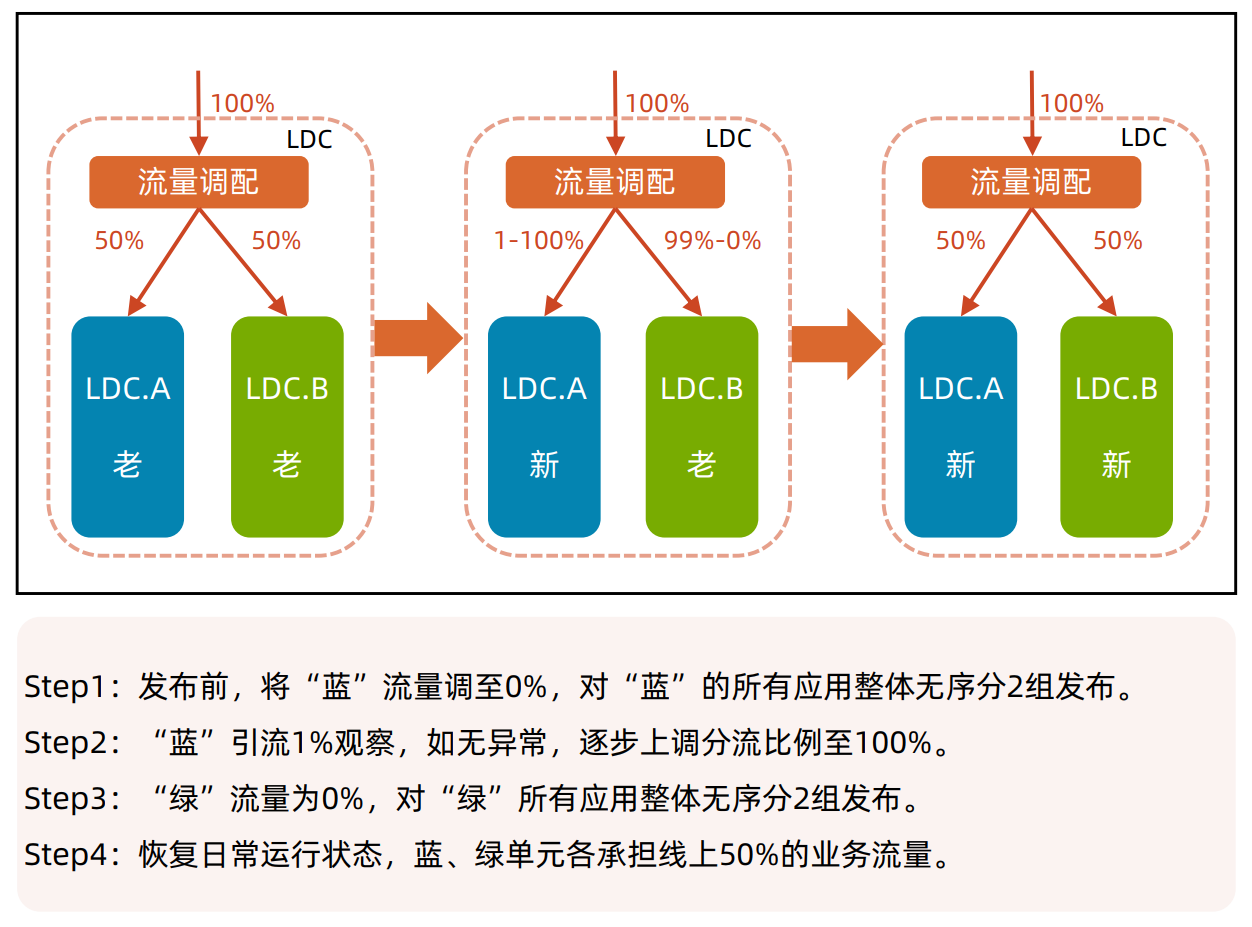 100%
LDC
流量调配
50%
50%
LDC.A
老
LDC.B
老
100%
LDC
流量调配
1-100%
99%-0%
LDC.A
新
LDC.B
老
100%
LDC
流量调配
50%
50%
LDC.A
新
LDC.B
新
Step1：发布前，将“蓝”流量调至0%，对“蓝”的所有应用整体无序分2组发布。
Step2：“蓝”引流1%观察，如无异常，逐步上调分流比例至100%。
Step3：“绿”流量为0%，对“绿”所有应用整体无序分2组发布。
Step4：恢复日常运行状态，蓝、绿单元各承担线上50%的业务流量。